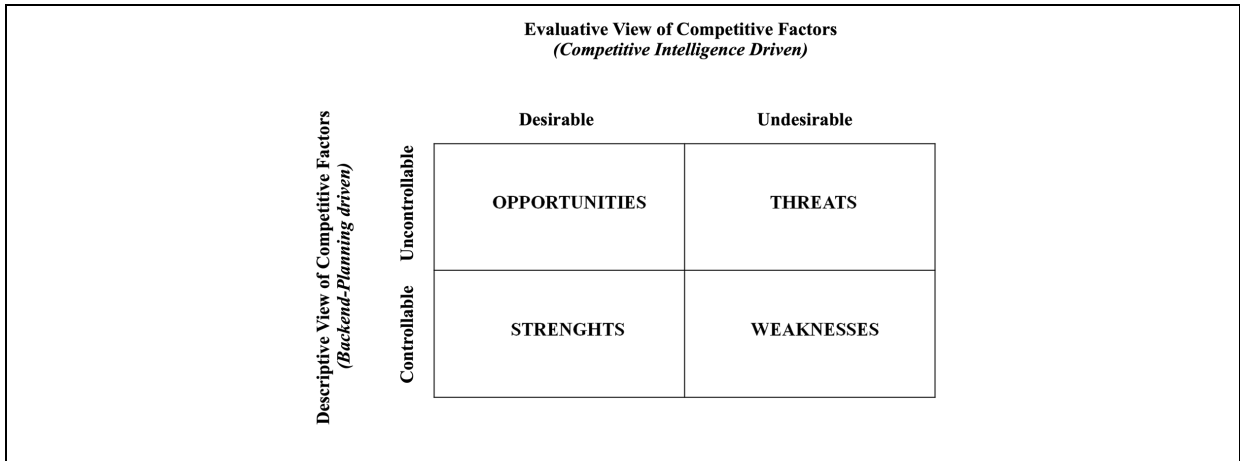 Evaluative View of Competitive Factors
(Competitive Intelligence Driven)
Desirable Undesirable
Descriptive View of Competitive Factors
(Backend-Planning driven)
Uncontrollable
OPPORTUNITIES THREATS
Controllable
STRENGHTS WEAKNESSES